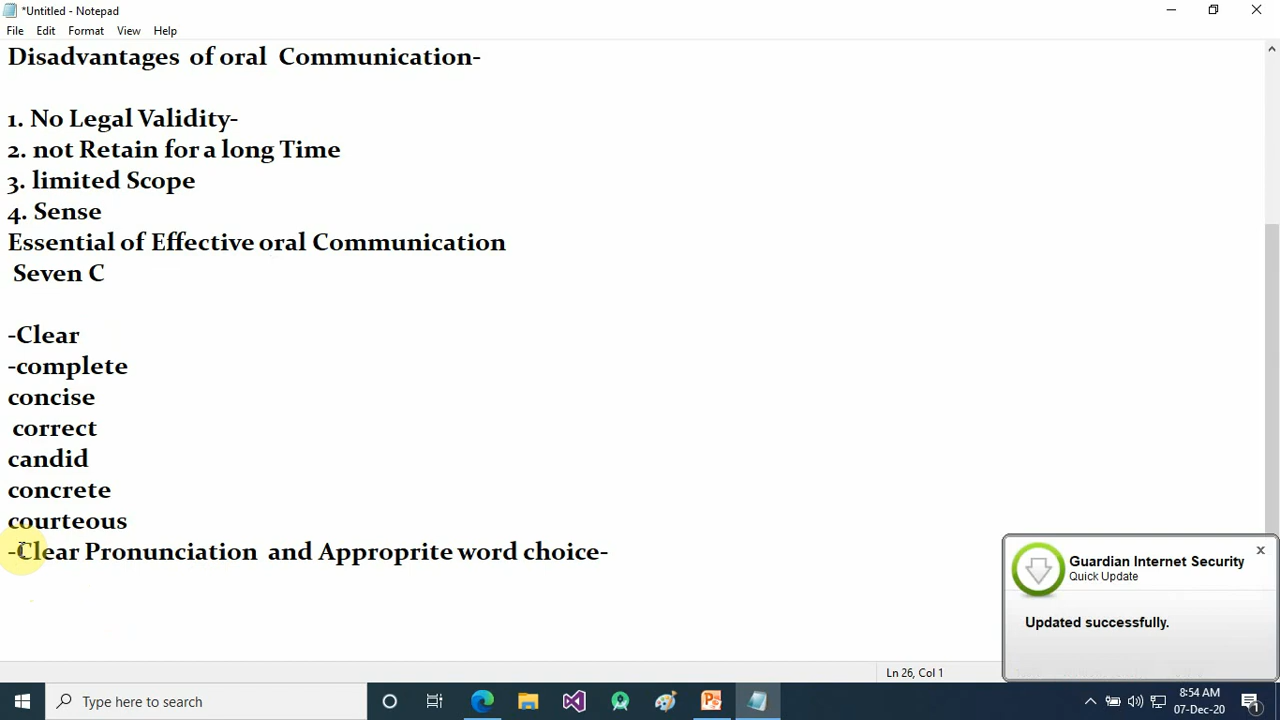 *Untitled - Notepad
File Edit Format View Help
Disadvantages of oral Communication-
1. No Legal Validity-
2. not Retain for a long Time
3. limited Scope
4. Sense
Essential of Effective oral Communication
Seven C
-Clear
-complete
concise
correct
candid
concrete
courteous
-Clear Pronunciation and Approprite word choice-
Guardian Internet Security
Quick Update
Updated successfully.
Ln 26, Col 1
Type here to search
8:54 AM
07-Dec-20
1